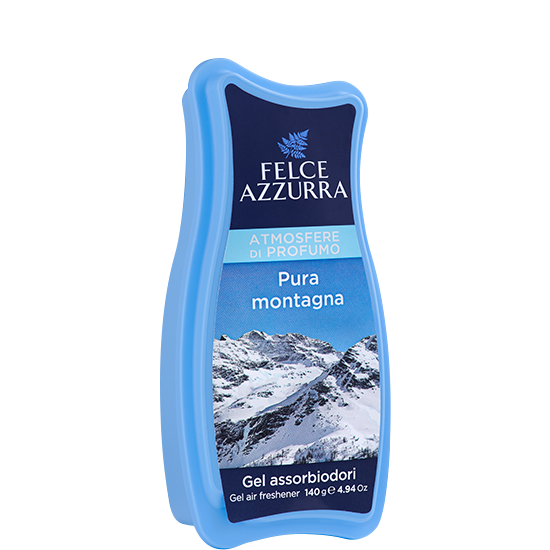 FELCE
AZZURRA
ATMOSFERE
DI PROFUMO
Pura
montagna
Gel assorbiodori
Gel air freshener 140 g ℮ 4.94 Oz